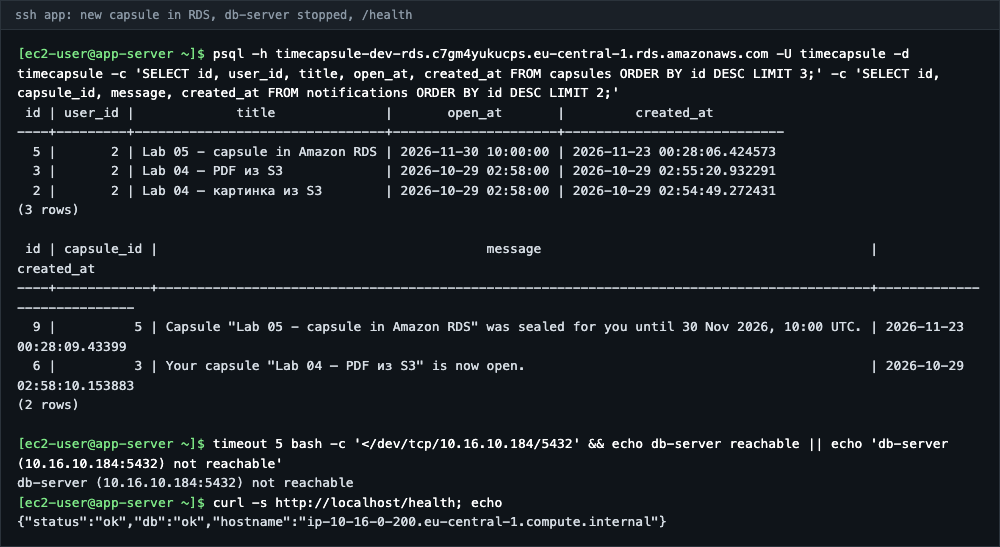 ssh app: new capsule in RDS, db-server stopped, /health
[ec2-user@app-server ~]$ psql -h timecapsule-dev-rds.c7gm4yukucps.eu-central-1.rds.amazonaws.com -U timecapsule -d
timecapsule -c 'SELECT id, user_id, title, open_at, created_at FROM capsules ORDER BY id DESC LIMIT 3;' -c 'SELECT id,
capsule_id, message, created_at FROM notifications ORDER BY id DESC LIMIT 2;'
 id | user_id |             title              |       open_at       |         created_at
----+---------+--------------------------------+---------------------+----------------------------
  5 |       2 | Lab 05 — capsule in Amazon RDS | 2026-11-30 10:00:00 | 2026-11-23 00:28:06.424573
  3 |       2 | Lab 04 — PDF из S3             | 2026-10-29 02:58:00 | 2026-10-29 02:55:20.932291
  2 |       2 | Lab 04 — картинка из S3        | 2026-10-29 02:58:00 | 2026-10-29 02:54:49.272431
(3 rows)
 id | capsule_id |                                          message                                          |
created_at
----+------------+-------------------------------------------------------------------------------------------+-------------
---------------
  9 |          5 | Capsule "Lab 05 — capsule in Amazon RDS" was sealed for you until 30 Nov 2026, 10:00 UTC. | 2026-11-23
00:28:09.43399
  6 |          3 | Your capsule "Lab 04 — PDF из S3" is now open.                                            | 2026-10-29
02:58:10.153883
(2 rows)
[ec2-user@app-server ~]$ timeout 5 bash -c '</dev/tcp/10.16.10.184/5432' && echo db-server reachable || echo 'db-server
(10.16.10.184:5432) not reachable'
db-server (10.16.10.184:5432) not reachable
[ec2-user@app-server ~]$ curl -s http://localhost/health; echo
{"status":"ok","db":"ok","hostname":"ip-10-16-0-200.eu-central-1.compute.internal"}